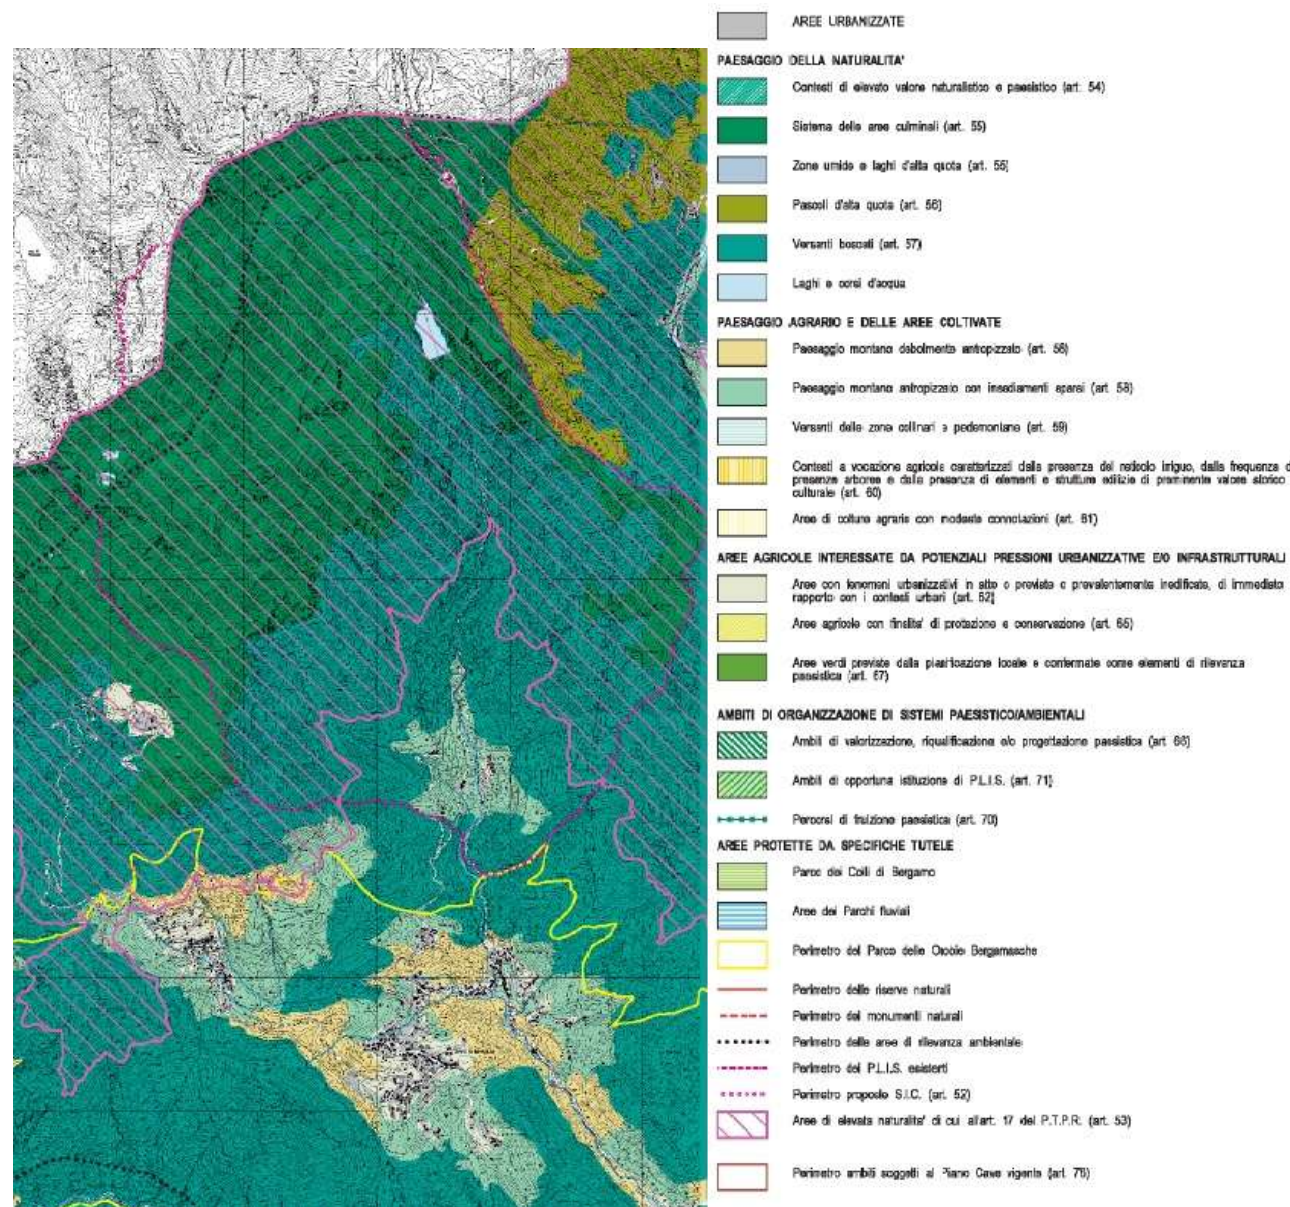 AREE URBANIZZATE
PAESAGGIO DELLA NATURALITA'
Contesti di elevato valore naturalistico e paesistico (art. 54)
Sistema delle aree culminali (art. 55)
Zone umide e laghi d'alta quota (art. 55)
Pascoli d'alta quota (art. 56)
Versanti boscati (art. 57)
Laghi e corsi d'acqua
PAESAGGIO AGRARIO E DELLE AREE COLTIVATE
Paesaggio montano debolmente antropizzato (art. 58)
Paesaggio montano antropizzato con insediamenti sparsi (art. 58)
Versanti delle zone collinari e pedemontane (art. 59)
Contesti a vocazione agricola caratterizzati dalla presenza del reticolo irriguo, dalla frequenza di
presenze arboree e dalla presenza di elementi e strutture edilizie di preminente valore storico
culturale (art. 60)
Aree di colture agrarie con modeste connotazioni (art. 61)
AREE AGRICOLE INTERESSATE DA POTENZIALI PRESSIONI URBANIZZATIVE E/O INFRASTRUTTURALI
Aree con fenomeni urbanizzativi in atto o previste o prevalentemente inedificate, di immediato
rapporto con i contesti urbani (art. 62)
Aree agricole con finalita' di protezione e conservazione (art. 65)
Aree verdi previste dalla pianificazione locale e confermate come elementi di rilevanza
paesistica (art. 67)
AMBITI DI ORGANIZZAZIONE DI SISTEMI PAESISTICO/AMBIENTALI
Ambiti di valorizzazione, riqualificazione e/o progettazione paesistica (art. 66)
Ambiti di opportuna istituzione di P.L.I.S. (art. 71)
Percorsi di fruizione paesistica (art. 70)
AREE PROTETTE DA SPECIFICHE TUTELE
Parco dei Colli di Bergamo
Aree dei Parchi fluviali
Perimetro del Parco delle Orobie Bergamasche
Perimetro delle riserve naturali
Perimetro dei monumenti naturali
Perimetro delle aree di rilevanza ambientale
Perimetro dei P.L.I.S. esistenti
Perimetro proposte S.I.C. (art. 52)
Aree di elevata naturalita' di cui all'art. 17 del P.T.P.R. (art. 53)
Perimetro ambiti soggetti al Piano Cave vigente (art. 76)